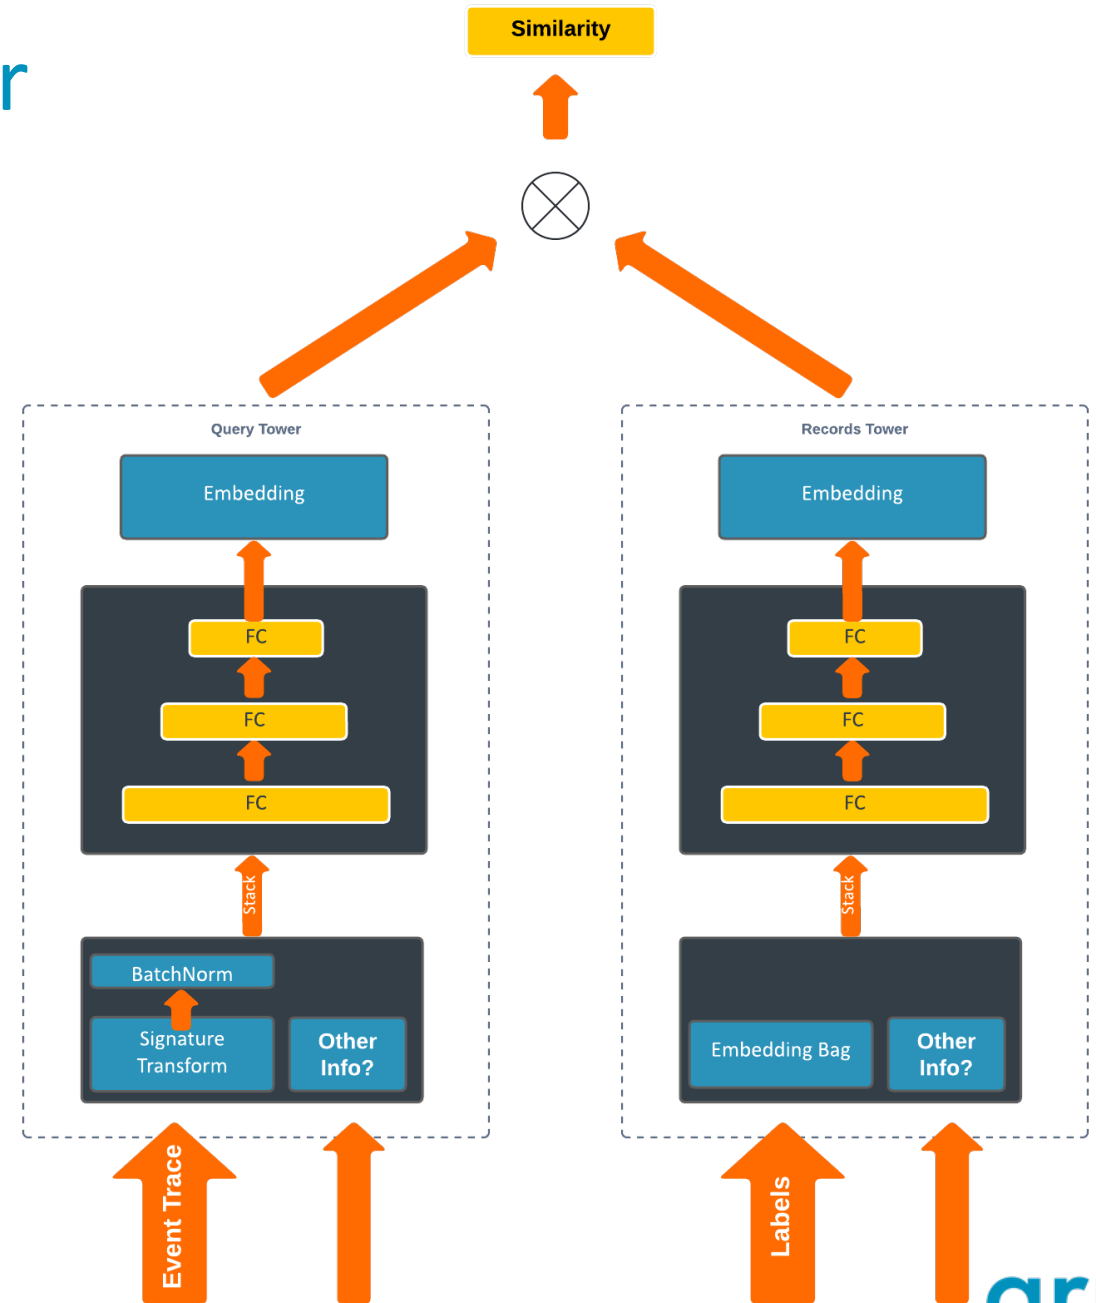 Similarity
r
Query Tower
Embedding
FC
FC
FC
Stack
BatchNorm
Signature
Transform
Other
Info?
Event Trace
Records Tower
Embedding
FC
FC
FC
Stack
Embedding Bag
Other
Info?
Labels